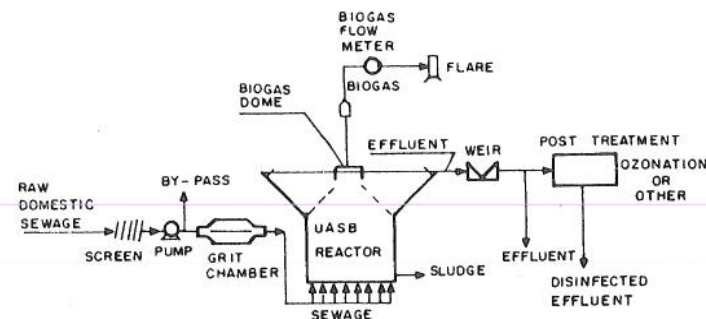 BIOGAS
FLOW
METER
FLARE
BIOGAS
BIOGAS
DOME
EFFLUENT
WEIR
POST TREATMENT
OZONATION
OR
OTHER
BY-PASS
RAW
DOMESTIC
SEWAGE
SCREEN
PUMP
GRIT
CHAMBER
UASB
REACTOR
SLUDGE
SEWAGE
EFFLUENT
DISINFECTED
EFFLUENT